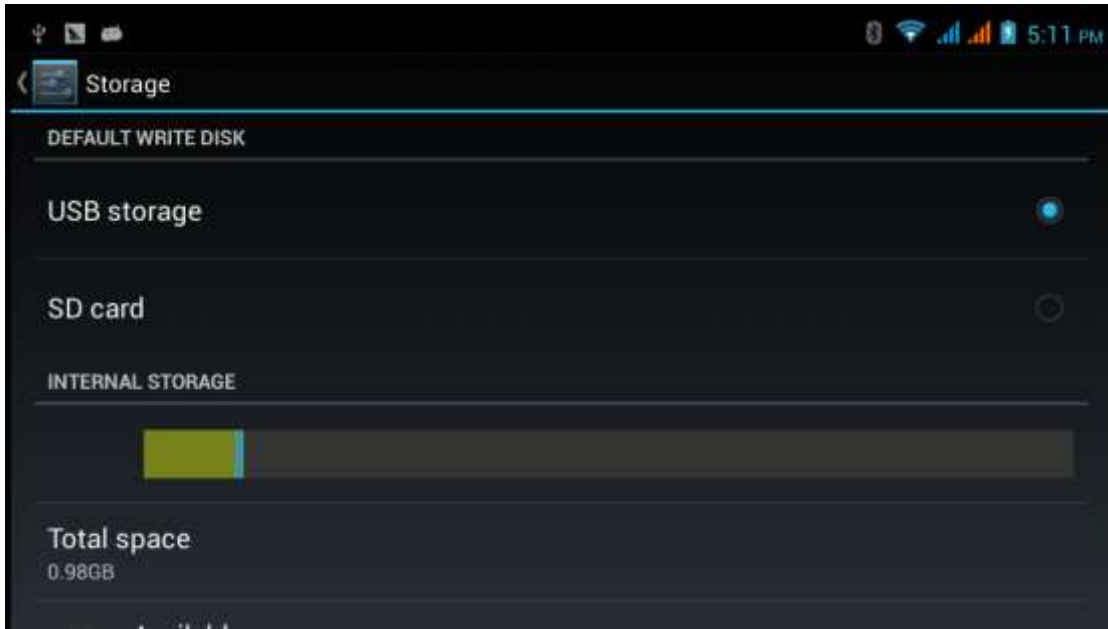 5:11 PM
Storage
DEFAULT WRITE DISK
USB storage
SD card
INTERNAL STORAGE
Total space
0.98GB